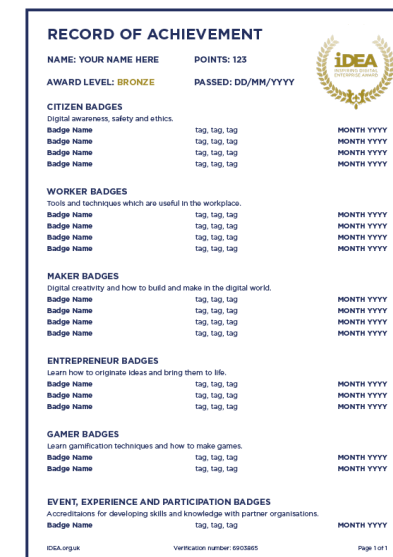 RECORD OF ACHIEVEMENT
NAME: YOUR NAME HERE POINTS: 123
AWARD LEVEL: BRONZE PASSED: DD/MM/YYYY
iDEA
INSPIRING DIGITAL
ENTERPRISE AWARD
CITIZEN BADGES
Digital awareness, safety and ethics.
Badge Name tag, tag, tag MONTH YYYY
Badge Name tag, tag, tag MONTH YYYY
Badge Name tag, tag, tag MONTH YYYY
Badge Name tag, tag, tag MONTH YYYY
WORKER BADGES
Tools and techniques which are useful in the workplace.
Badge Name tag, tag, tag MONTH YYYY
Badge Name tag, tag, tag MONTH YYYY
Badge Name tag, tag, tag MONTH YYYY
Badge Name tag, tag, tag MONTH YYYY
MAKER BADGES
Digital creativity and how to build and make in the digital world.
Badge Name tag, tag, tag MONTH YYYY
Badge Name tag, tag, tag MONTH YYYY
Badge Name tag, tag, tag MONTH YYYY
Badge Name tag, tag, tag MONTH YYYY
ENTREPRENEUR BADGES
Learn how to originate ideas and bring them to life.
Badge Name tag, tag, tag MONTH YYYY
Badge Name tag, tag, tag MONTH YYYY
Badge Name tag, tag, tag MONTH YYYY
GAMER BADGES
Learn gamification techniques and how to make games.
Badge Name tag, tag, tag MONTH YYYY
Badge Name tag, tag, tag MONTH YYYY
EVENT, EXPERIENCE AND PARTICIPATION BADGES
Accreditaions for developing skills and knowledge with partner organisations.
Badge Name tag, tag, tag MONTH YYYY
iDEA.org.uk Verification number: 6903865 Page 1 of 1